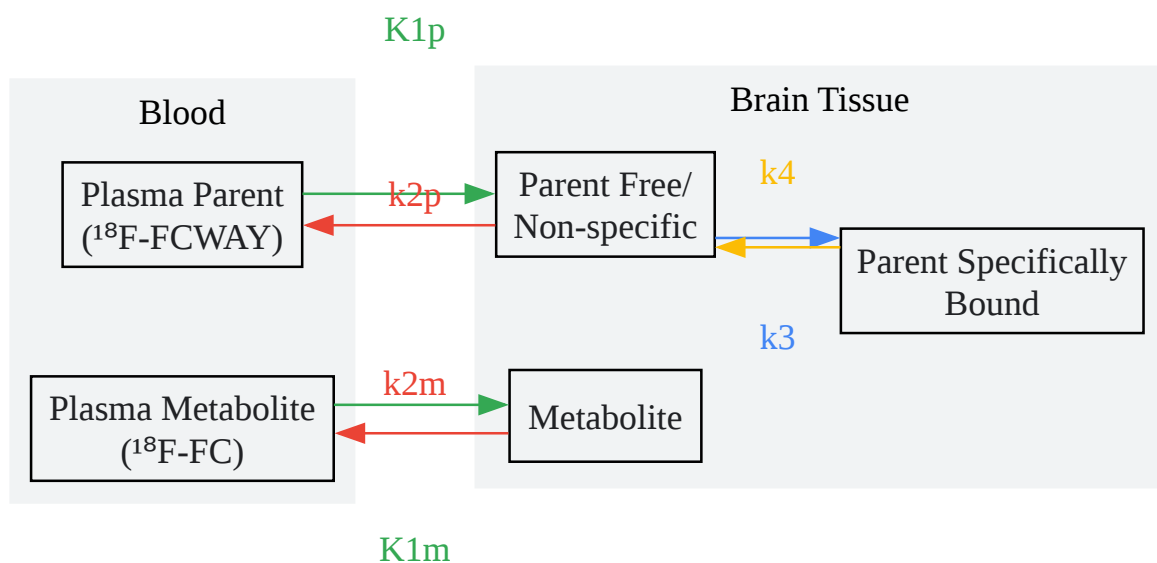 K1p
Blood
Brain Tissue
Plasma Parent
(¹⁸F-FCWAY)
k2p
Parent Free/
Non-specific
k4
Parent Specifically
Bound
k3
Plasma Metabolite
(¹⁸F-FC)
k2m
Metabolite
K1m